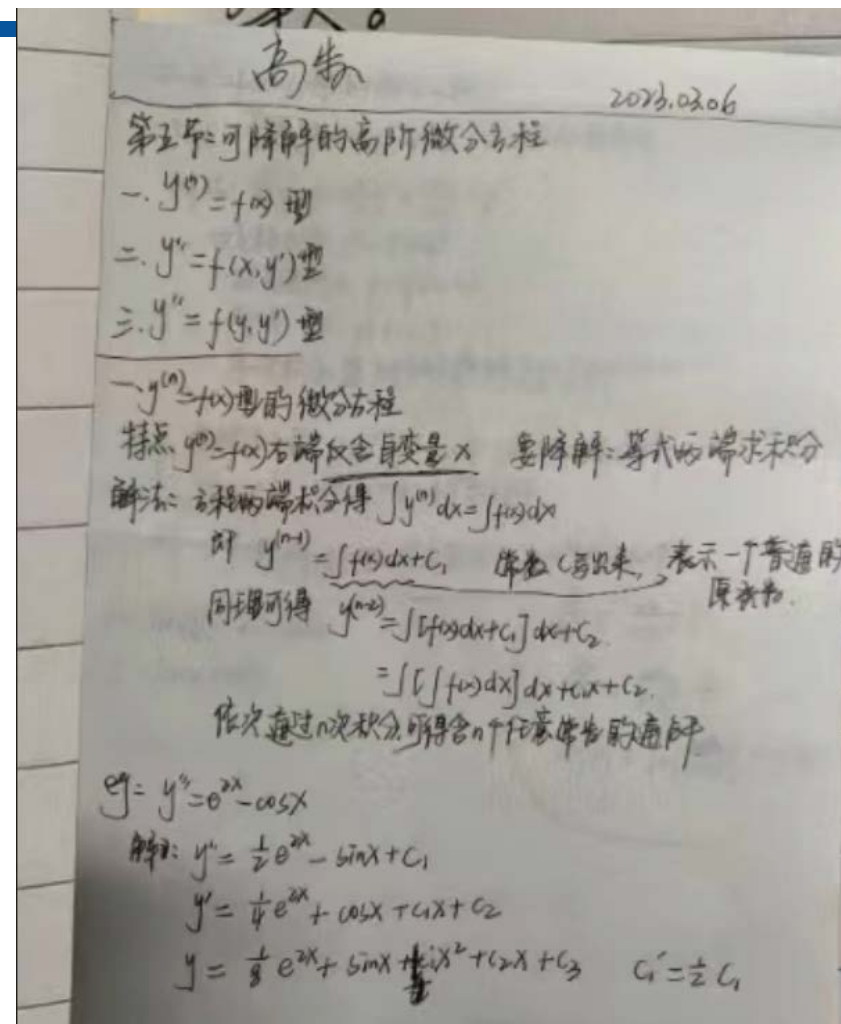 高数
2023.03.06
第五节:可降解的高阶微分方程
一. y⁽ⁿ⁾=f(x)型
二. y''=f(x,y')型
三. y''=f(y,y')型
一、y⁽ⁿ⁾=f(x)型的微分方程
特点 y⁽ⁿ⁾=f(x)右端仅含自变量x 要降解:等式两端求积分
解法: 方程两端积分得 ∫y⁽ⁿ⁾dx=∫f(x)dx
即 y⁽ⁿ⁻¹⁾=∫f(x)dx+C₁ 常数C写出来, 表示一个普通的
原函数.
同理可得 y⁽ⁿ⁻²⁾=∫[∫f(x)dx+C₁]dx+C₂.
=∫[∫f(x)dx]dx+C₁x+C₂.
依次通过n次积分,可得含n个任意常数的通解
eg: y'''=e²ˣ-cosx
解: y''=½e²ˣ-sinx+C₁
y'=¼e²ˣ+cosx+C₁x+C₂
y=⅛e²ˣ+sinx+C₁'x²+C₂x+C₃ C₁'=½C₁